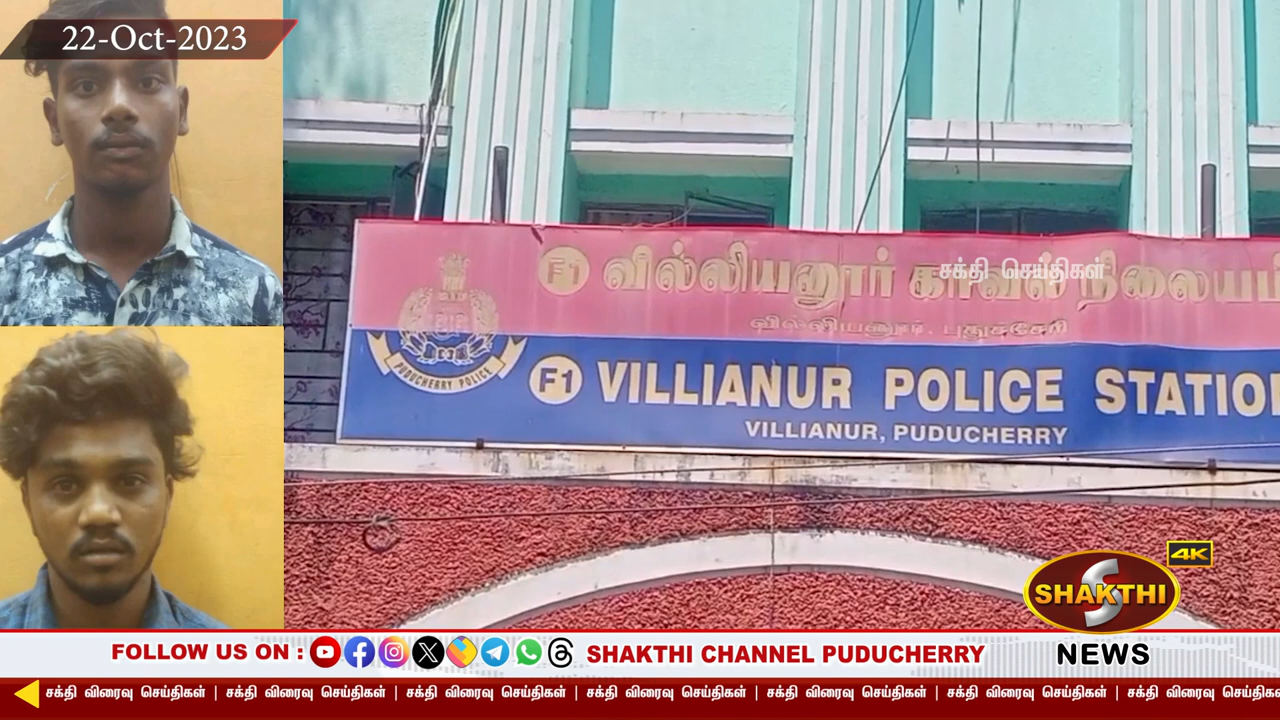 22-Oct-2023
F1 வில்லியனூர் காவல் நிலையம்
சக்தி செய்திகள்
வில்லியனூர், புதுச்சேரி
PUDUCHERRY POLICE
F1 VILLIANUR POLICE STATION
VILLIANUR, PUDUCHERRY
4K
SHAKTHI
NEWS
FOLLOW US ON : SHAKTHI CHANNEL PUDUCHERRY
சக்தி விரைவு செய்திகள் | சக்தி விரைவு செய்திகள் | சக்தி விரைவு செய்திகள் | சக்தி விரைவு செய்திகள் | சக்தி விரைவு செய்திகள் | சக்தி விரைவு செய்திகள் | சக்தி விரைவு செய்திகள்